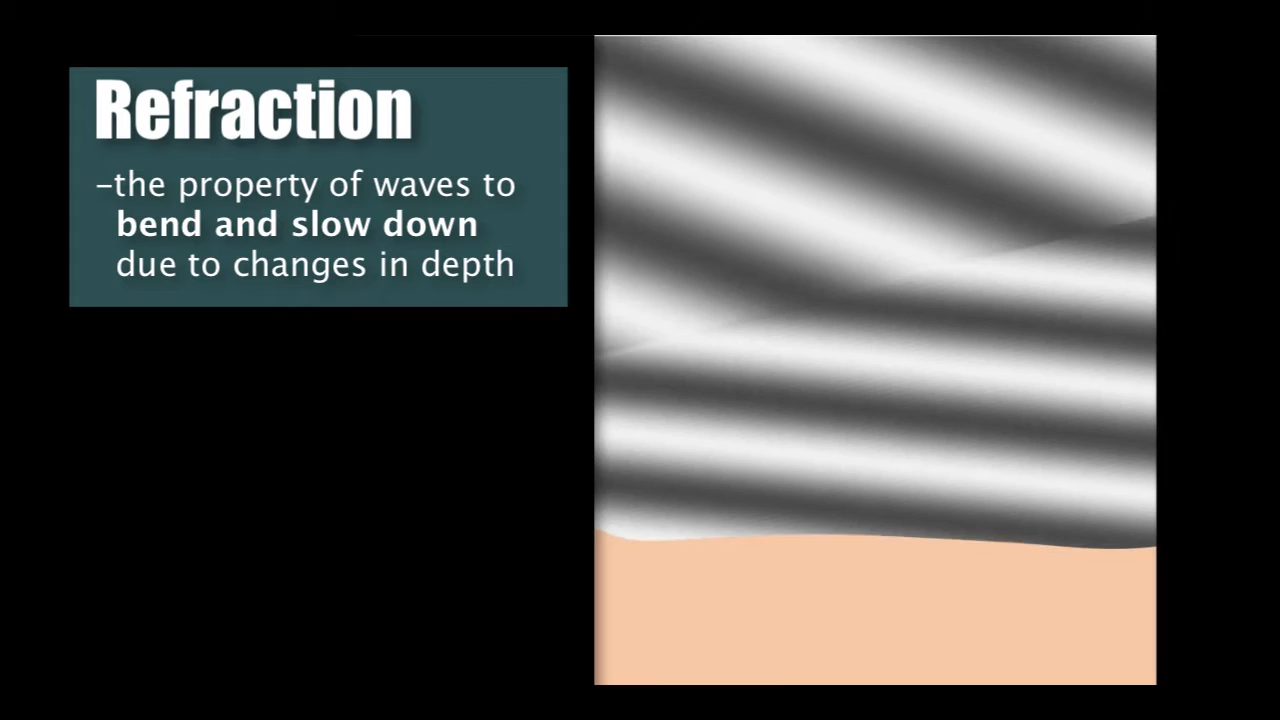 Refraction
-the property of waves to
bend and slow down
due to changes in depth